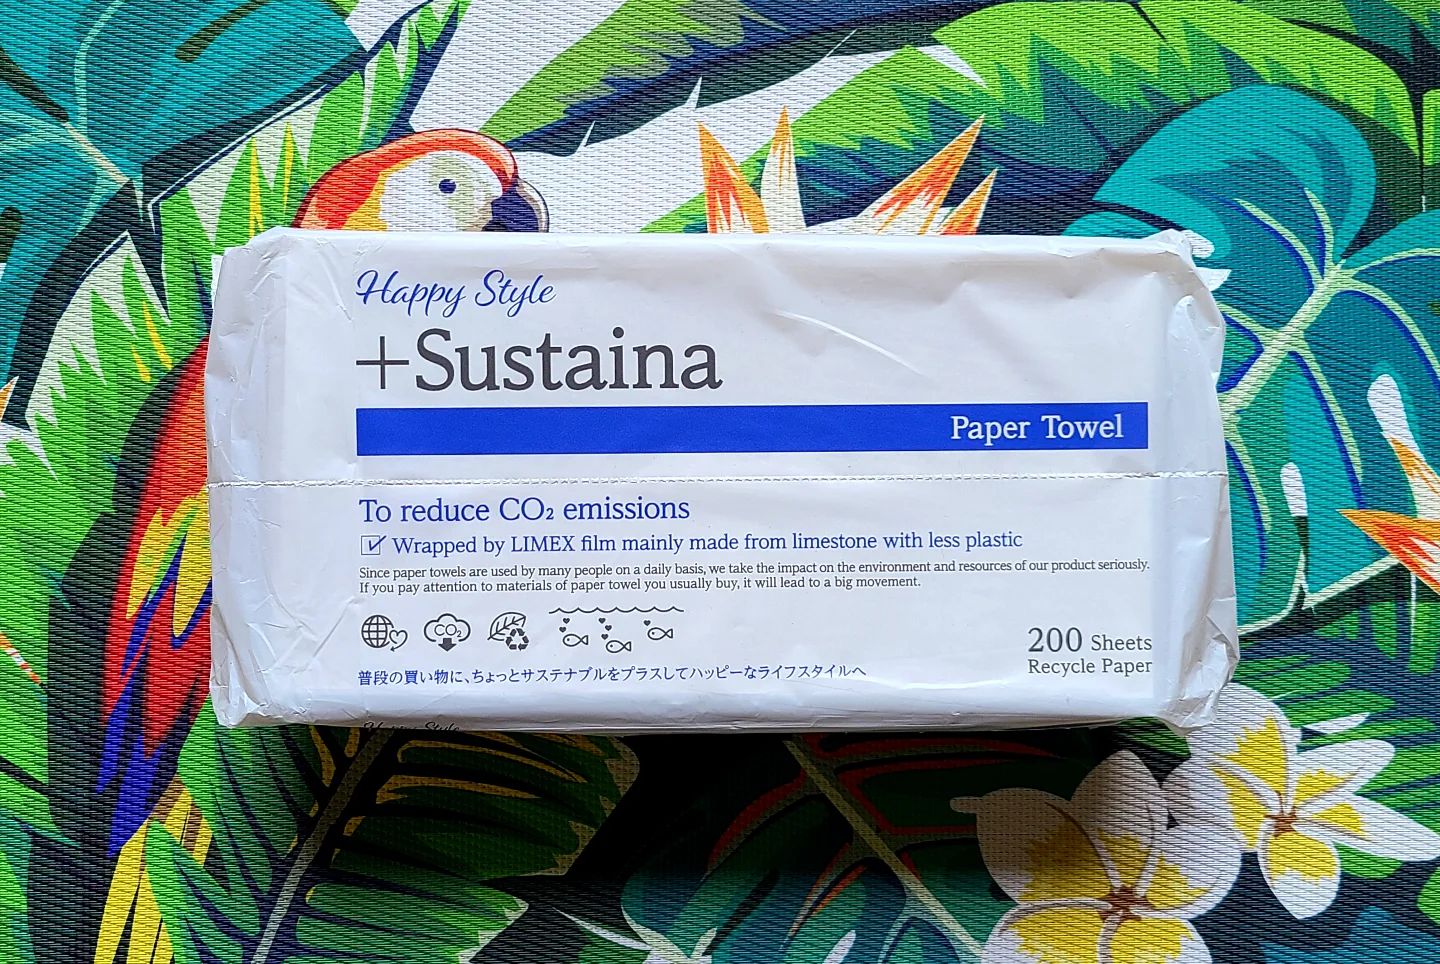 Happy Style
+Sustaina
Paper Towel
To reduce CO₂ emissions
☑ Wrapped by LIMEX film mainly made from limestone with less plastic
Since paper towels are used by many people on a daily basis, we take the impact on the environment and resources of our product seriously.
If you pay attention to materials of paper towel you usually buy, it will lead to a big movement.
CO₂
200 Sheets
Recycle Paper
普段の買い物に、ちょっとサステナブルをプラスしてハッピーなライフスタイルへ
Happy Style